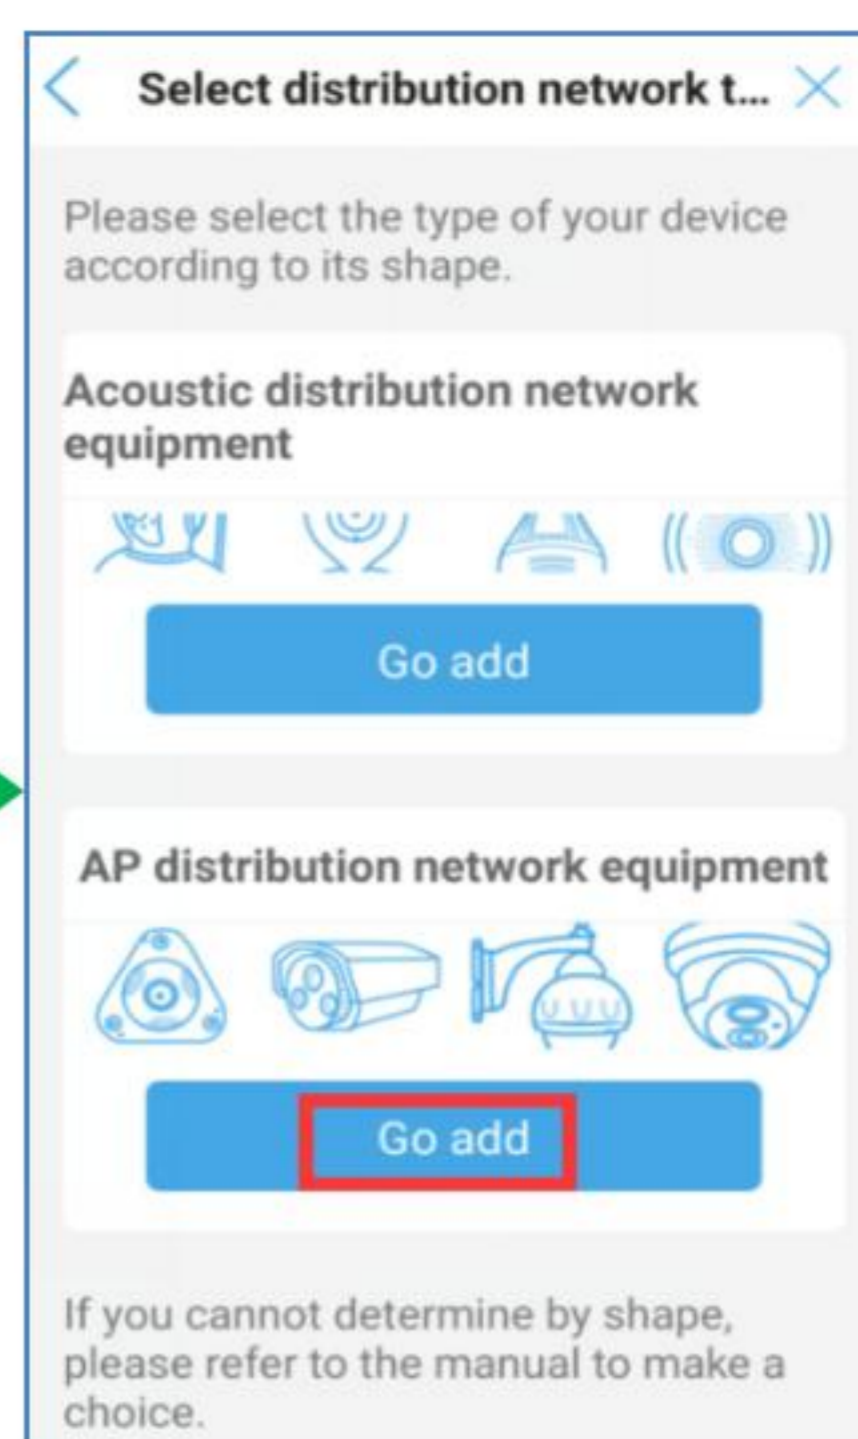 Select distribution network t...
Please select the type of your device
according to its shape.
Acoustic distribution network
equipment
Go add
AP distribution network equipment
Go add
If you cannot determine by shape,
please refer to the manual to make a
choice.